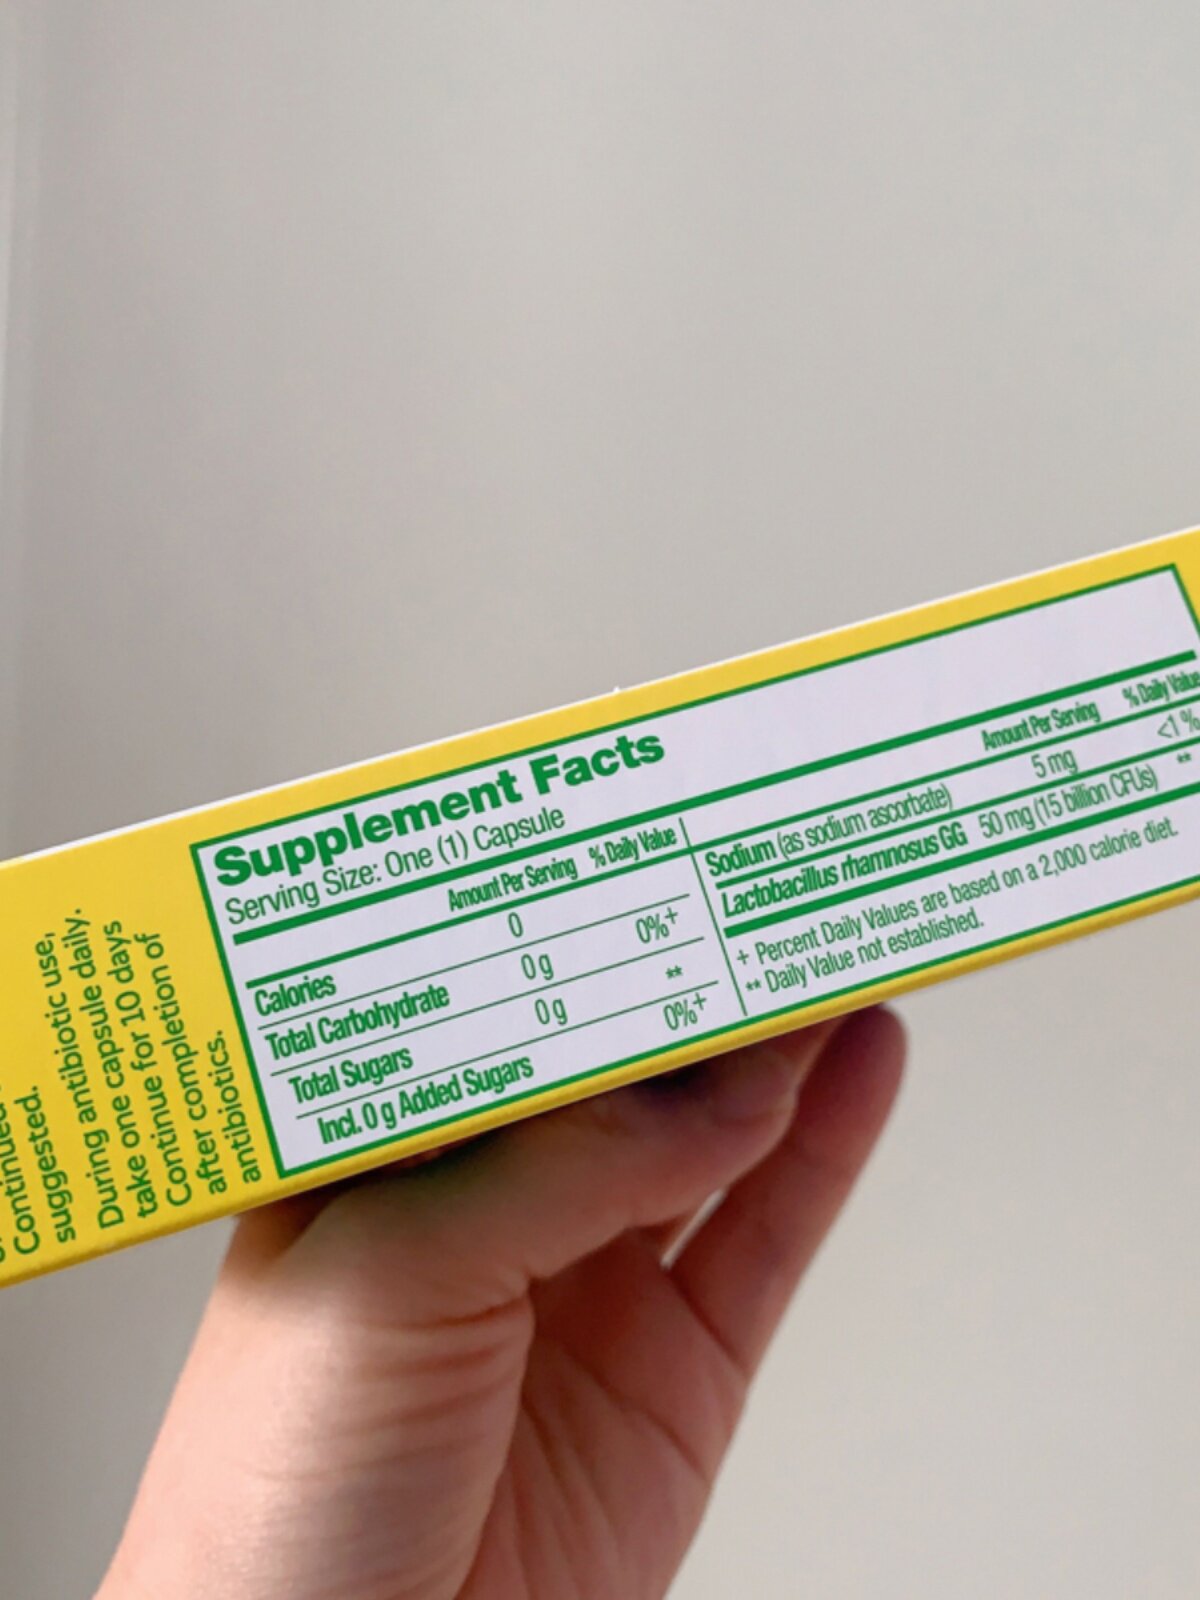 Continued
suggested.
During antibiotic use,
take one capsule daily.
Continue for 10 days
after completion of
antibiotics.
Supplement Facts
Serving Size: One (1) Capsule
Amount Per Serving % Daily Value
Calories 0
Total Carbohydrate 0 g 0%+
Total Sugars 0 g **
Incl. 0 g Added Sugars 0%+
Amount Per Serving % Daily Value
Sodium (as sodium ascorbate) 5 mg <1 %
Lactobacillus rhamnosus GG 50 mg (15 billion CFUs) **
+ Percent Daily Values are based on a 2,000 calorie diet.
** Daily Value not established.